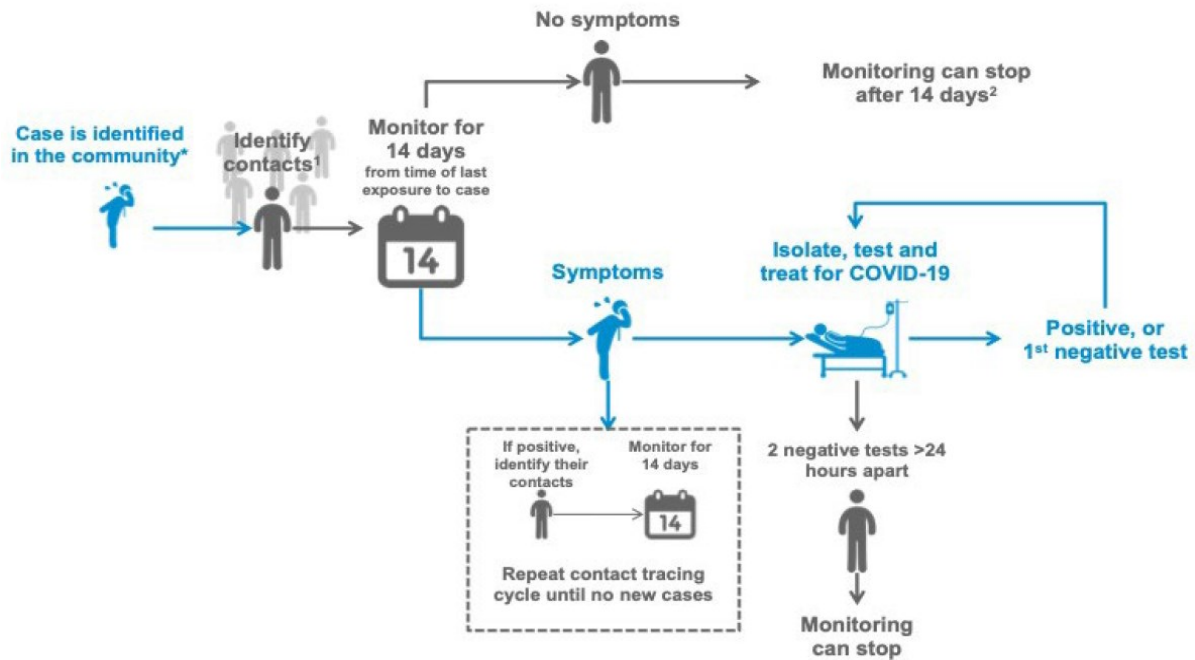 No symptoms
Monitoring can stop
after 14 days²
Case is identified
in the community*
Identify
contacts¹
Monitor for
14 days
from time of last
exposure to case
14
Symptoms
Isolate, test and
treat for COVID-19
Positive, or
1st negative test
If positive,
identify their
contacts
Monitor for
14 days
14
Repeat contact tracing
cycle until no new cases
2 negative tests >24
hours apart
Monitoring
can stop